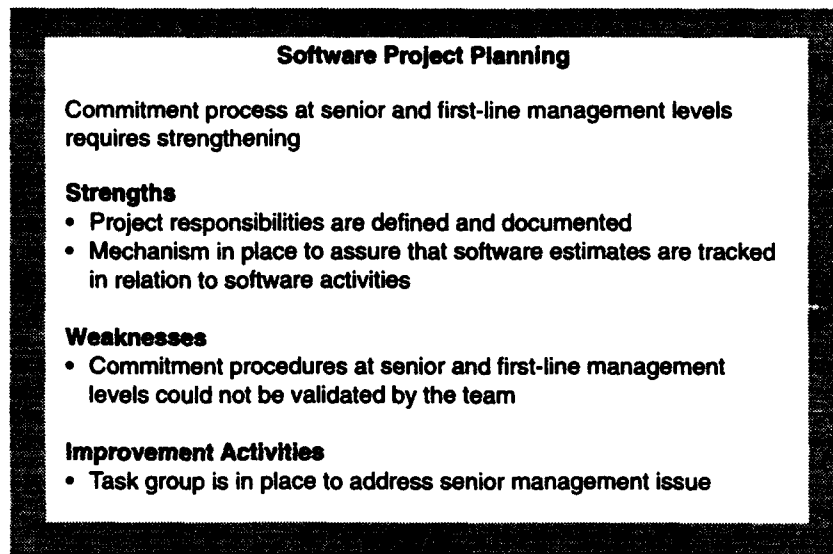 Software Project Planning
Commitment process at senior and first-line management levels
requires strengthening
Strengths
• Project responsibilities are defined and documented
• Mechanism in place to assure that software estimates are tracked
in relation to software activities
Weaknesses
• Commitment procedures at senior and first-line management
levels could not be validated by the team
Improvement Activities
• Task group is in place to address senior management issue